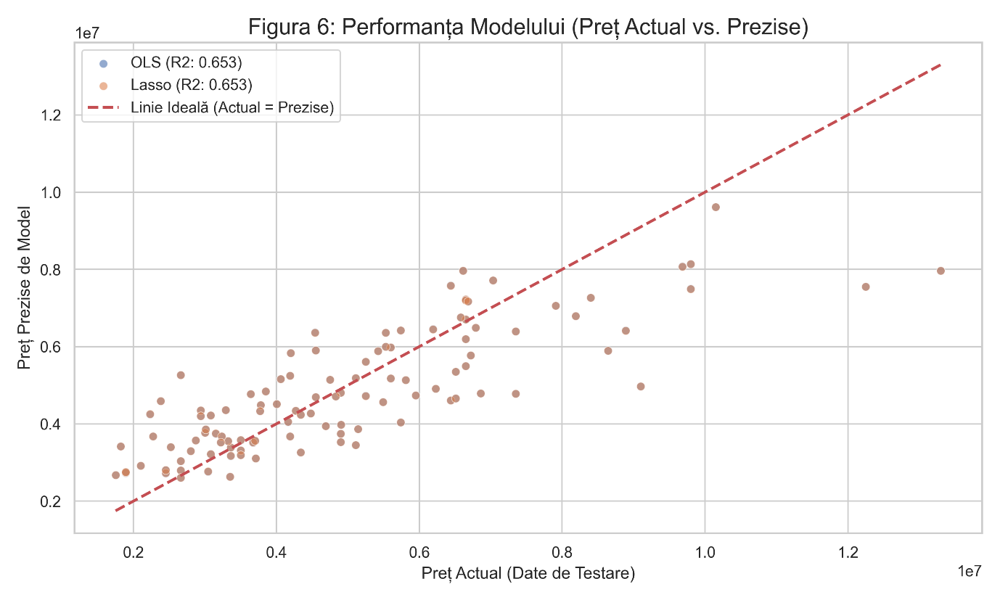 Figura 6: Performanța Modelului (Preț Actual vs. Prezise)
1e7
OLS (R2: 0.653)
Lasso (R2: 0.653)
Linie Ideală (Actual = Prezise)
1.2
1.0
0.8
0.6
0.4
0.2
Preț Prezise de Model
0.2 0.4 0.6 0.8 1.0 1.2
Preț Actual (Date de Testare)
1e7